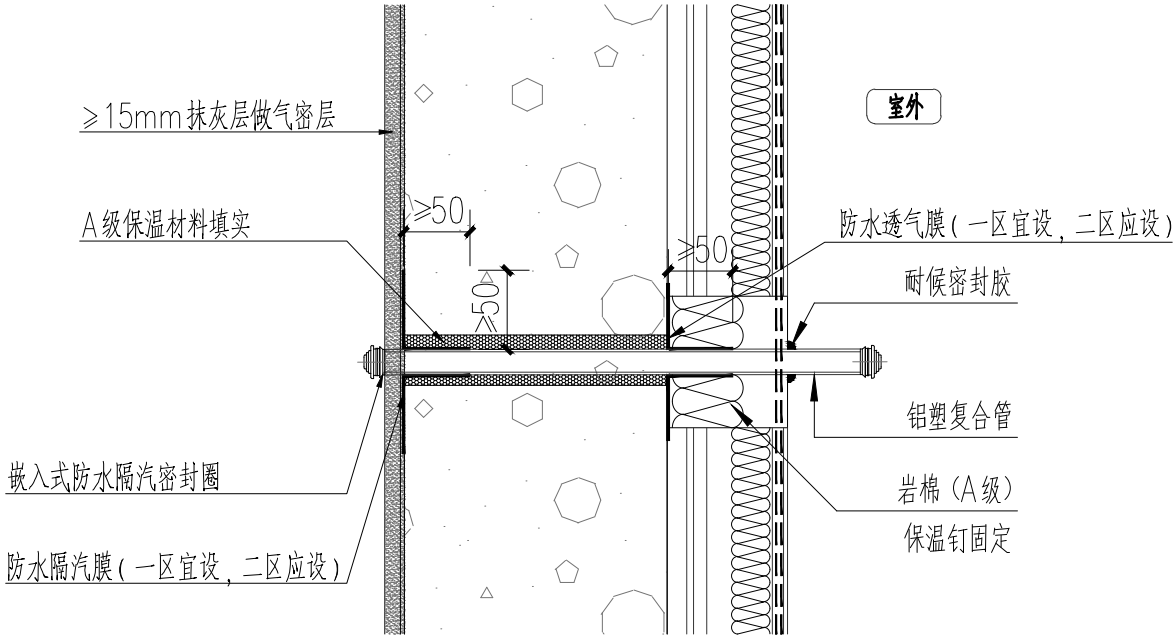 室外
≥15mm抹灰层做气密层
A级保温材料填实
≥50
≥50
≥50
防水透气膜(一区宜设,二区应设)
耐候密封胶
铝塑复合管
嵌入式防水隔汽密封圈
岩棉(A级)
保温钉固定
防水隔汽膜(一区宜设,二区应设)